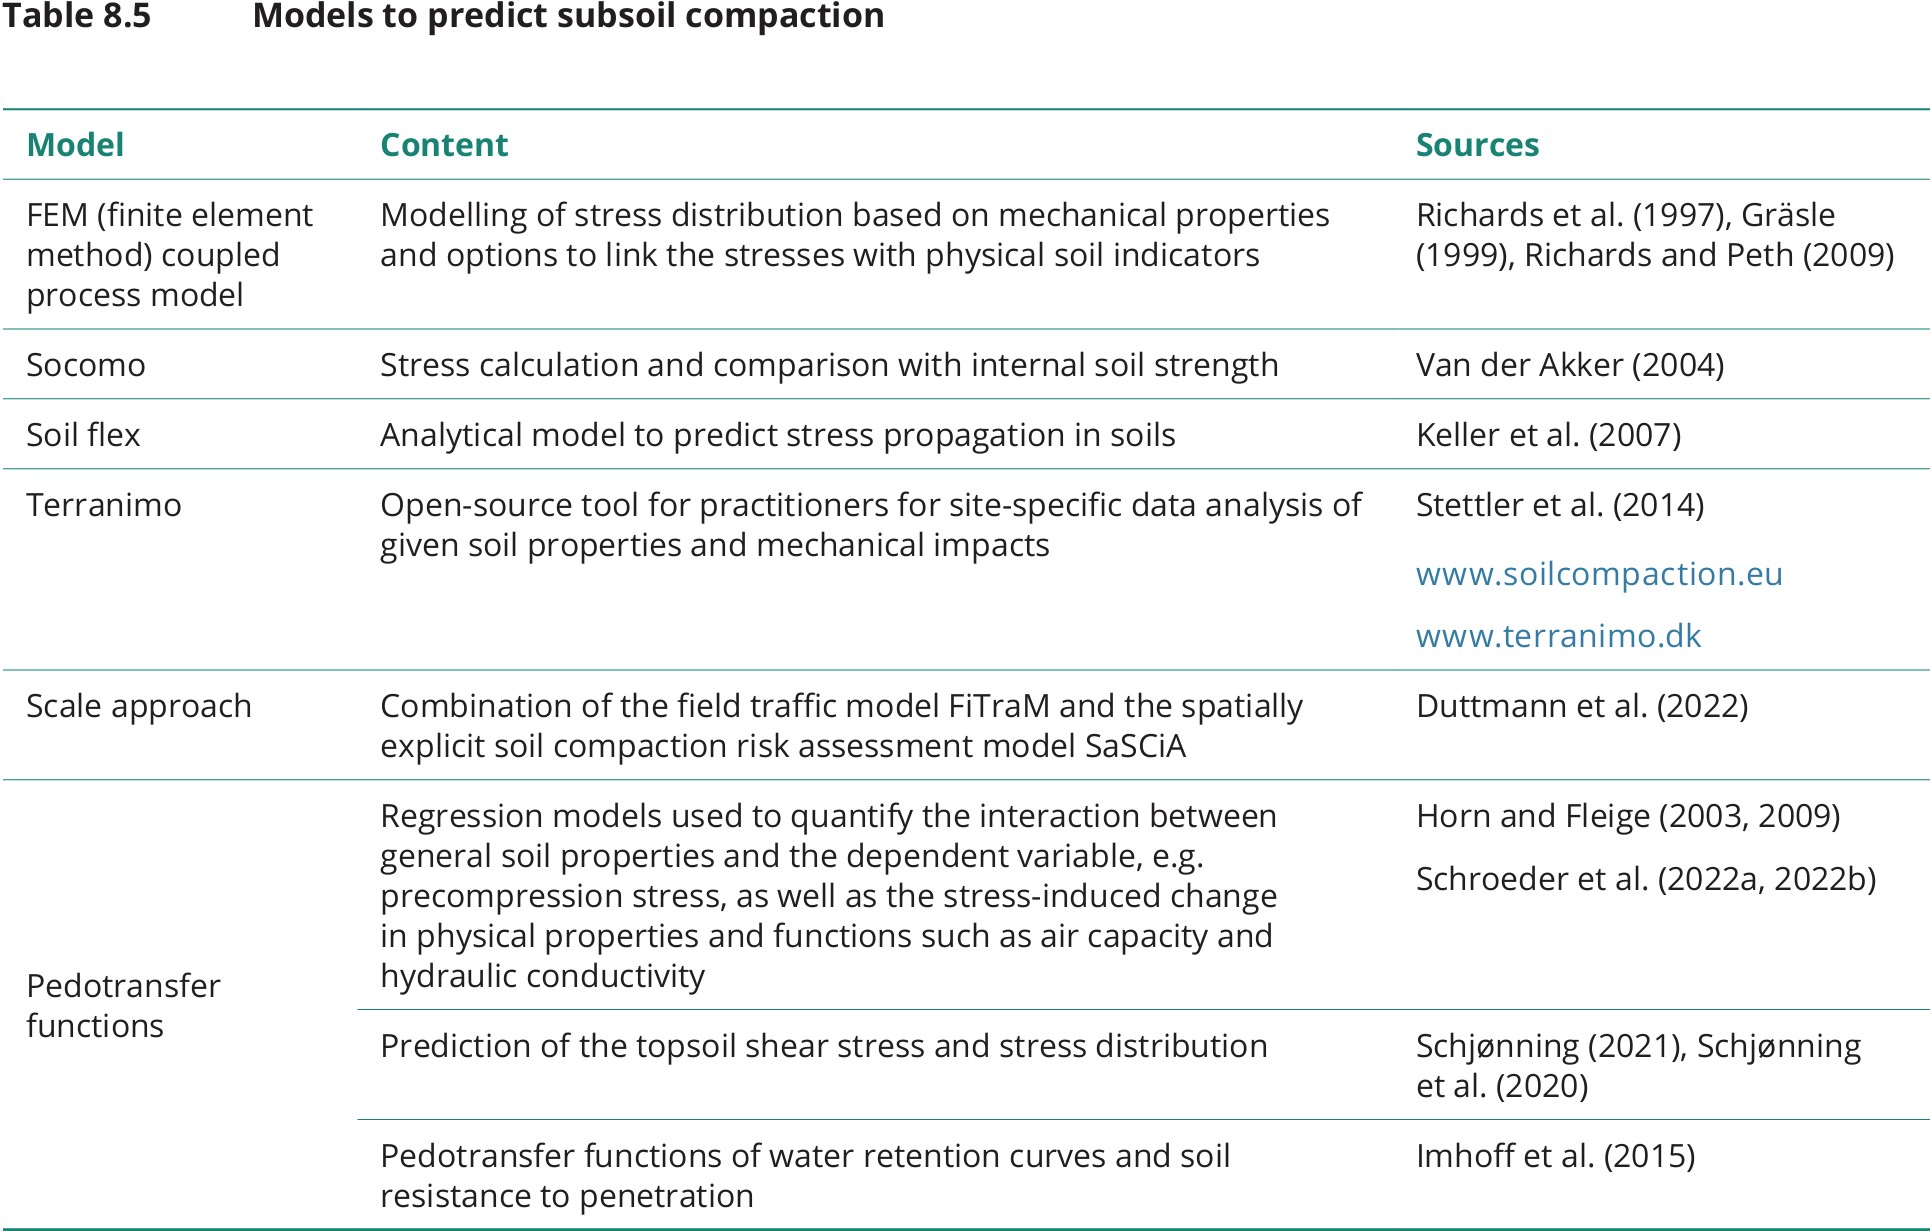 Table 8.5 Models to predict subsoil compaction
Model Content Sources
FEM (finite element
method) coupled
process model
Modelling of stress distribution based on mechanical properties
and options to link the stresses with physical soil indicators
Richards et al. (1997), Gräsle
(1999), Richards and Peth (2009)
Socomo
Stress calculation and comparison with internal soil strength
Van der Akker (2004)
Soil flex
Analytical model to predict stress propagation in soils
Keller et al. (2007)
Terranimo
Open-source tool for practitioners for site-specific data analysis of
given soil properties and mechanical impacts
Stettler et al. (2014)
www.soilcompaction.eu
www.terranimo.dk
Scale approach
Combination of the field traffic model FiTraM and the spatially
explicit soil compaction risk assessment model SaSCiA
Duttmann et al. (2022)
Pedotransfer
functions
Regression models used to quantify the interaction between
general soil properties and the dependent variable, e.g.
precompression stress, as well as the stress-induced change
in physical properties and functions such as air capacity and
hydraulic conductivity
Horn and Fleige (2003, 2009)
Schroeder et al. (2022a, 2022b)
Prediction of the topsoil shear stress and stress distribution
Schjønning (2021), Schjønning
et al. (2020)
Pedotransfer functions of water retention curves and soil
resistance to penetration
Imhoff et al. (2015)